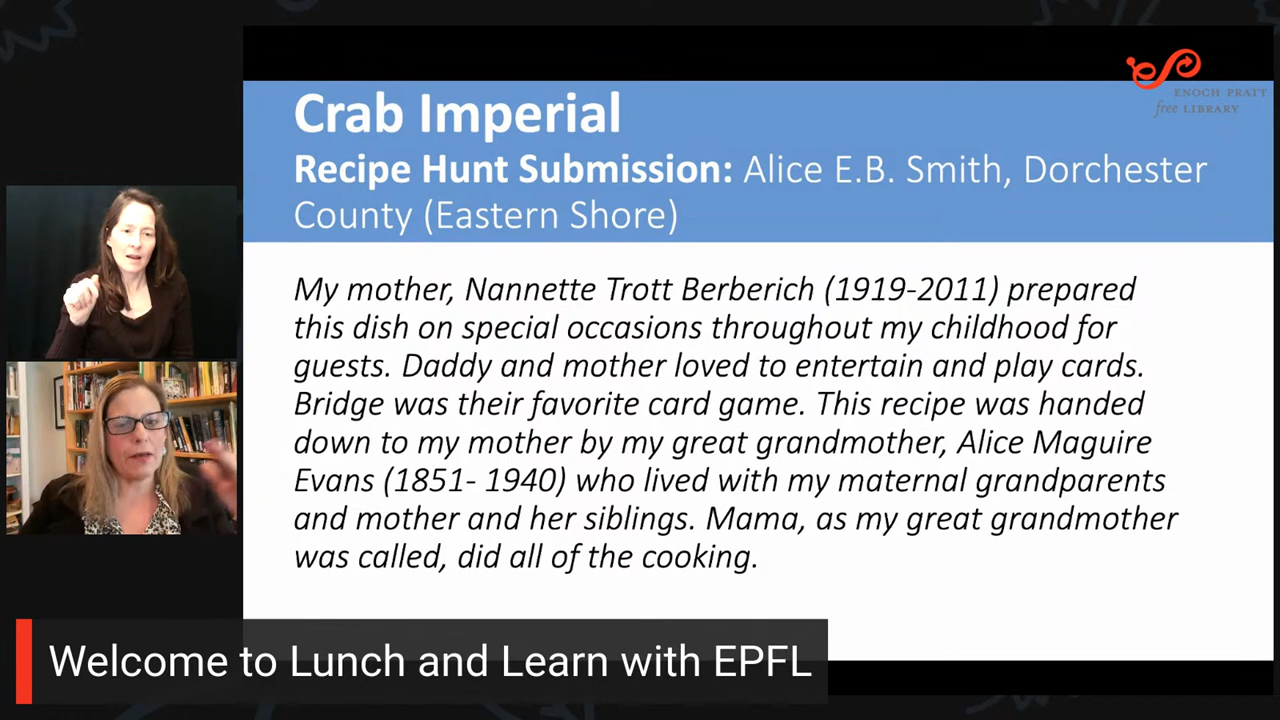 ENOCH PRATT
free LIBRARY
Crab Imperial
Recipe Hunt Submission: Alice E.B. Smith, Dorchester
County (Eastern Shore)
My mother, Nannette Trott Berberich (1919-2011) prepared
this dish on special occasions throughout my childhood for
guests. Daddy and mother loved to entertain and play cards.
Bridge was their favorite card game. This recipe was handed
down to my mother by my great grandmother, Alice Maguire
Evans (1851- 1940) who lived with my maternal grandparents
and mother and her siblings. Mama, as my great grandmother
was called, did all of the cooking.
Welcome to Lunch and Learn with EPFL